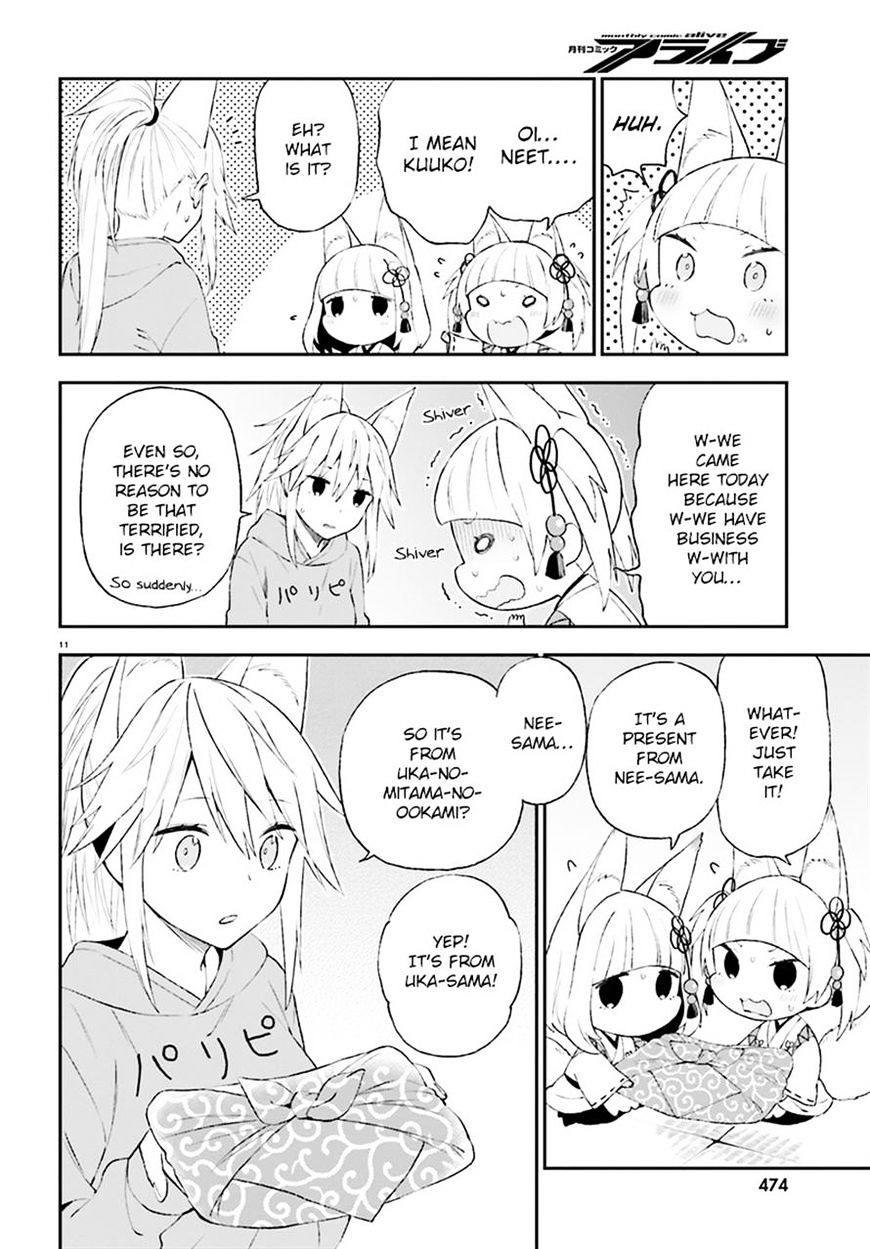 monthly comic alive
月刊コミック
アライブ
HUH.
OI...
NEET....
I MEAN
KUUKO!
EH?
WHAT
IS IT?
W-WE
CAME
HERE TODAY
BECAUSE
W-WE HAVE
BUSINESS
W-WITH
YOU...
Shiver
Shiver
パリピ
EVEN SO,
THERE'S NO
REASON TO
BE THAT
TERRIFIED,
IS THERE?
So suddenly...
11
WHAT-
EVER!
JUST
TAKE
IT!
IT'S A
PRESENT
FROM
NEE-SAMA.
NEE-
SAMA...
SO IT'S
FROM
UKA-NO-
MITAMA-NO-
OOKAMI?
YEP!
IT'S FROM
UKA-SAMA!
パリピ
474